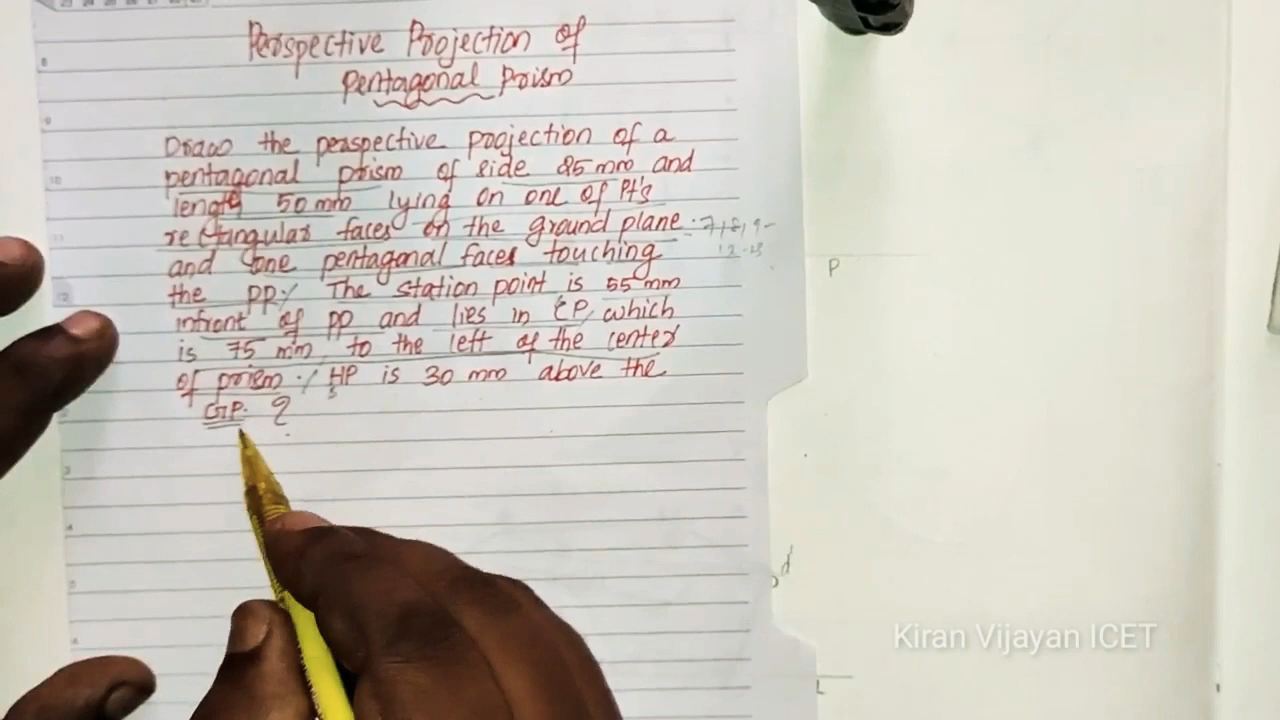 Perspective Projection of
Pentagonal Prism
Draw the perspective projection of a
pentagonal prism of side 25 mm and
length 50 mm lying on one of Pt's
rectangular faces on the ground plane.
and one pentagonal faces touching
the PP. The station point is 55 mm
infront of PP and lies in CP, which
is 75 mm to the left of the center
of prism. HP is 30 mm above the
GP. ?
P
d'
Kiran Vijayan ICET